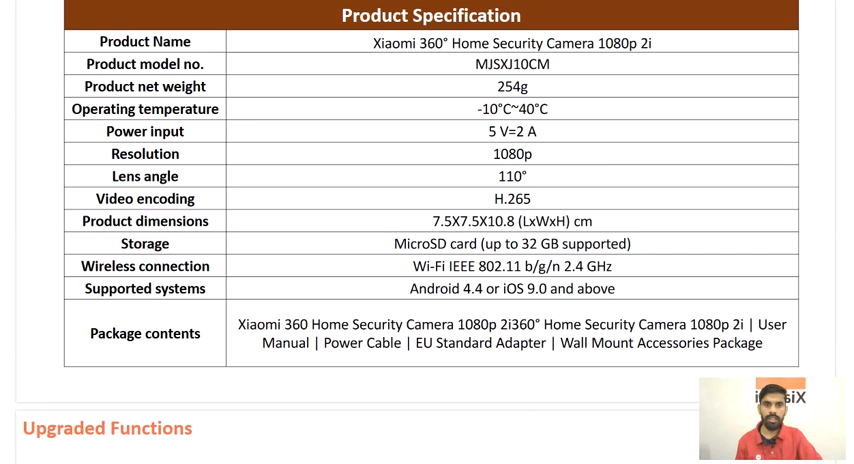 Product Specification
Product Name Xiaomi 360° Home Security Camera 1080p 2i
Product model no. MJSXJ10CM
Product net weight 254g
Operating temperature -10°C~40°C
Power input 5 V=2 A
Resolution 1080p
Lens angle 110°
Video encoding H.265
Product dimensions 7.5X7.5X10.8 (LxWxH) cm
Storage MicroSD card (up to 32 GB supported)
Wireless connection Wi-Fi IEEE 802.11 b/g/n 2.4 GHz
Supported systems Android 4.4 or iOS 9.0 and above
Package contents Xiaomi 360 Home Security Camera 1080p 2i360° Home Security Camera 1080p 2i | User
Manual | Power Cable | EU Standard Adapter | Wall Mount Accessories Package
Upgraded Functions